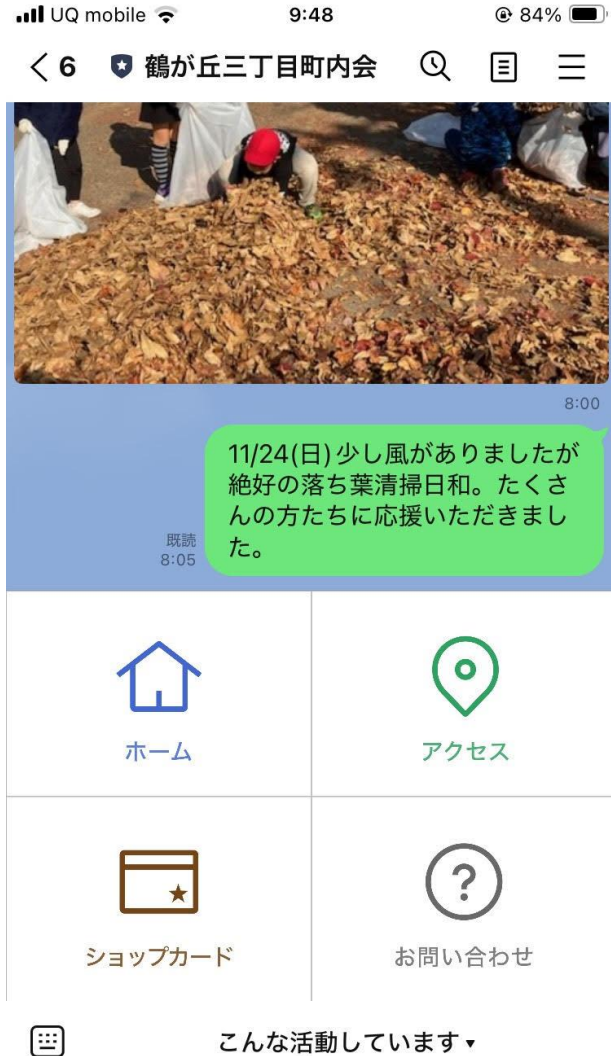 UQ mobile 9:48 84%
6 鶴が丘三丁目町内会
8:00
11/24(日)少し風がありましたが
絶好の落ち葉清掃日和。たくさ
んの方たちに応援いただきまし
た。
既読
8:05
ホーム
アクセス
ショップカード
お問い合わせ
こんな活動しています▾